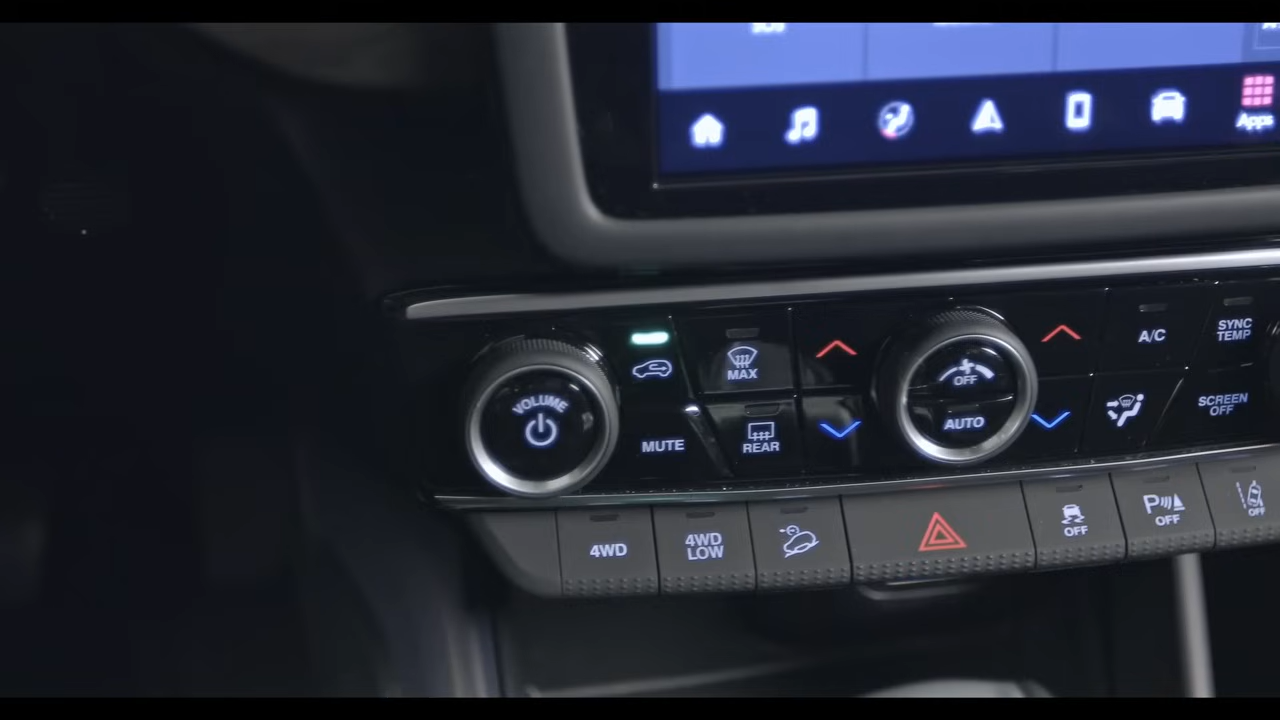 Apps
VOLUME
MUTE
MAX
REAR
OFF
AUTO
A/C
SYNC
TEMP
SCREEN
OFF
4WD
4WD
LOW
OFF
P
OFF
OFF